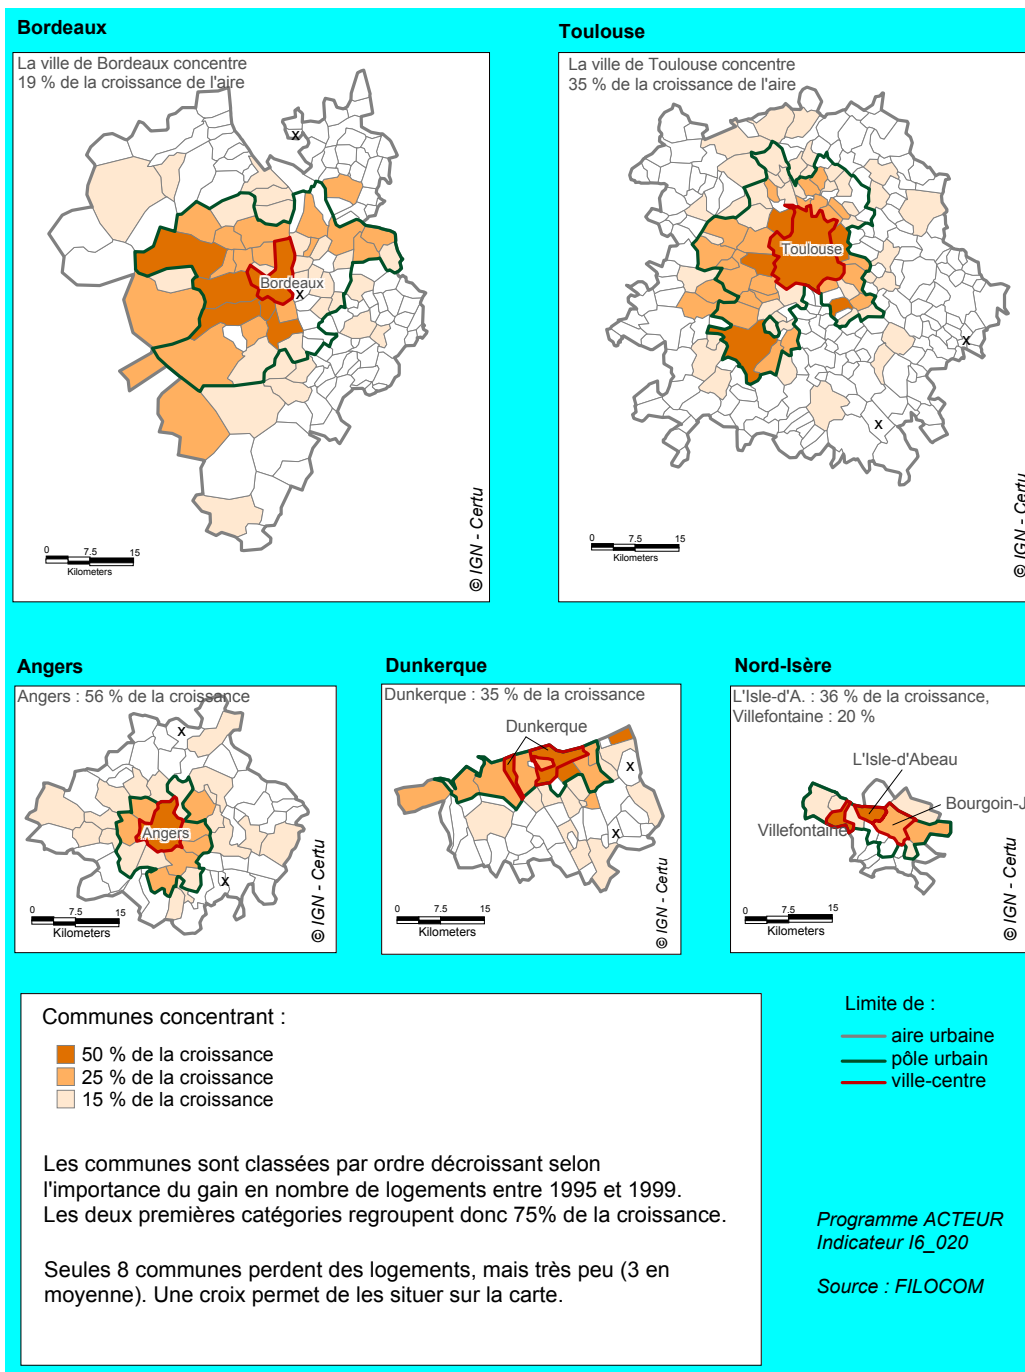 Bordeaux
La ville de Bordeaux concentre
19 % de la croissance de l'aire
x
Bordeaux
x
0 7.5 15
Kilometers
© IGN - Certu
Toulouse
La ville de Toulouse concentre
35 % de la croissance de l'aire
Toulouse
x
x
0 7.5 15
Kilometers
© IGN - Certu
Angers
Angers : 56 % de la croissance
x
Angers
x
0 7.5 15
Kilometers
© IGN - Certu
Dunkerque
Dunkerque : 35 % de la croissance
Dunkerque
x
x
0 7.5 15
Kilometers
© IGN - Certu
Nord-Isère
L'Isle-d'A. : 36 % de la croissance,
Villefontaine : 20 %
L'Isle-d'Abeau
Bourgoin-J
Villefontaine
0 7.5 15
Kilometers
© IGN - Certu
Communes concentrant :
50 % de la croissance
25 % de la croissance
15 % de la croissance
Les communes sont classées par ordre décroissant selon
l'importance du gain en nombre de logements entre 1995 et 1999.
Les deux premières catégories regroupent donc 75% de la croissance.
Seules 8 communes perdent des logements, mais très peu (3 en
moyenne). Une croix permet de les situer sur la carte.
Limite de :
aire urbaine
pôle urbain
ville-centre
Programme ACTEUR
Indicateur I6_020
Source : FILOCOM